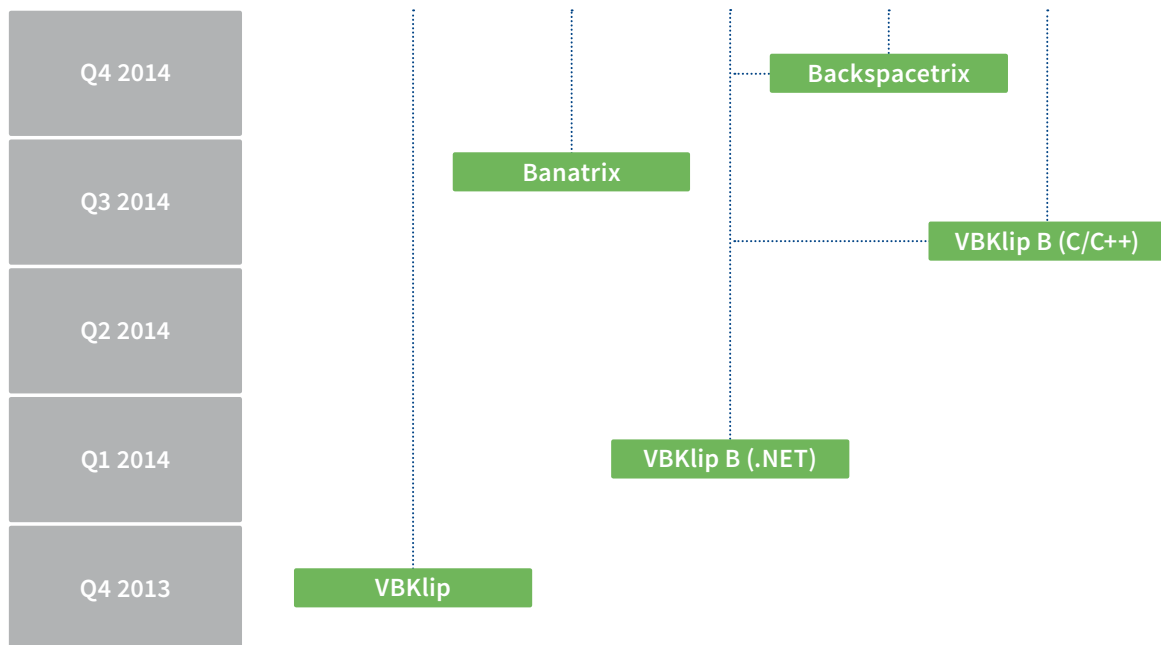 Q4 2014
Backspacetrix
Banatrix
Q3 2014
VBKlip B (C/C++)
Q2 2014
Q1 2014
VBKlip B (.NET)
Q4 2013
VBKlip